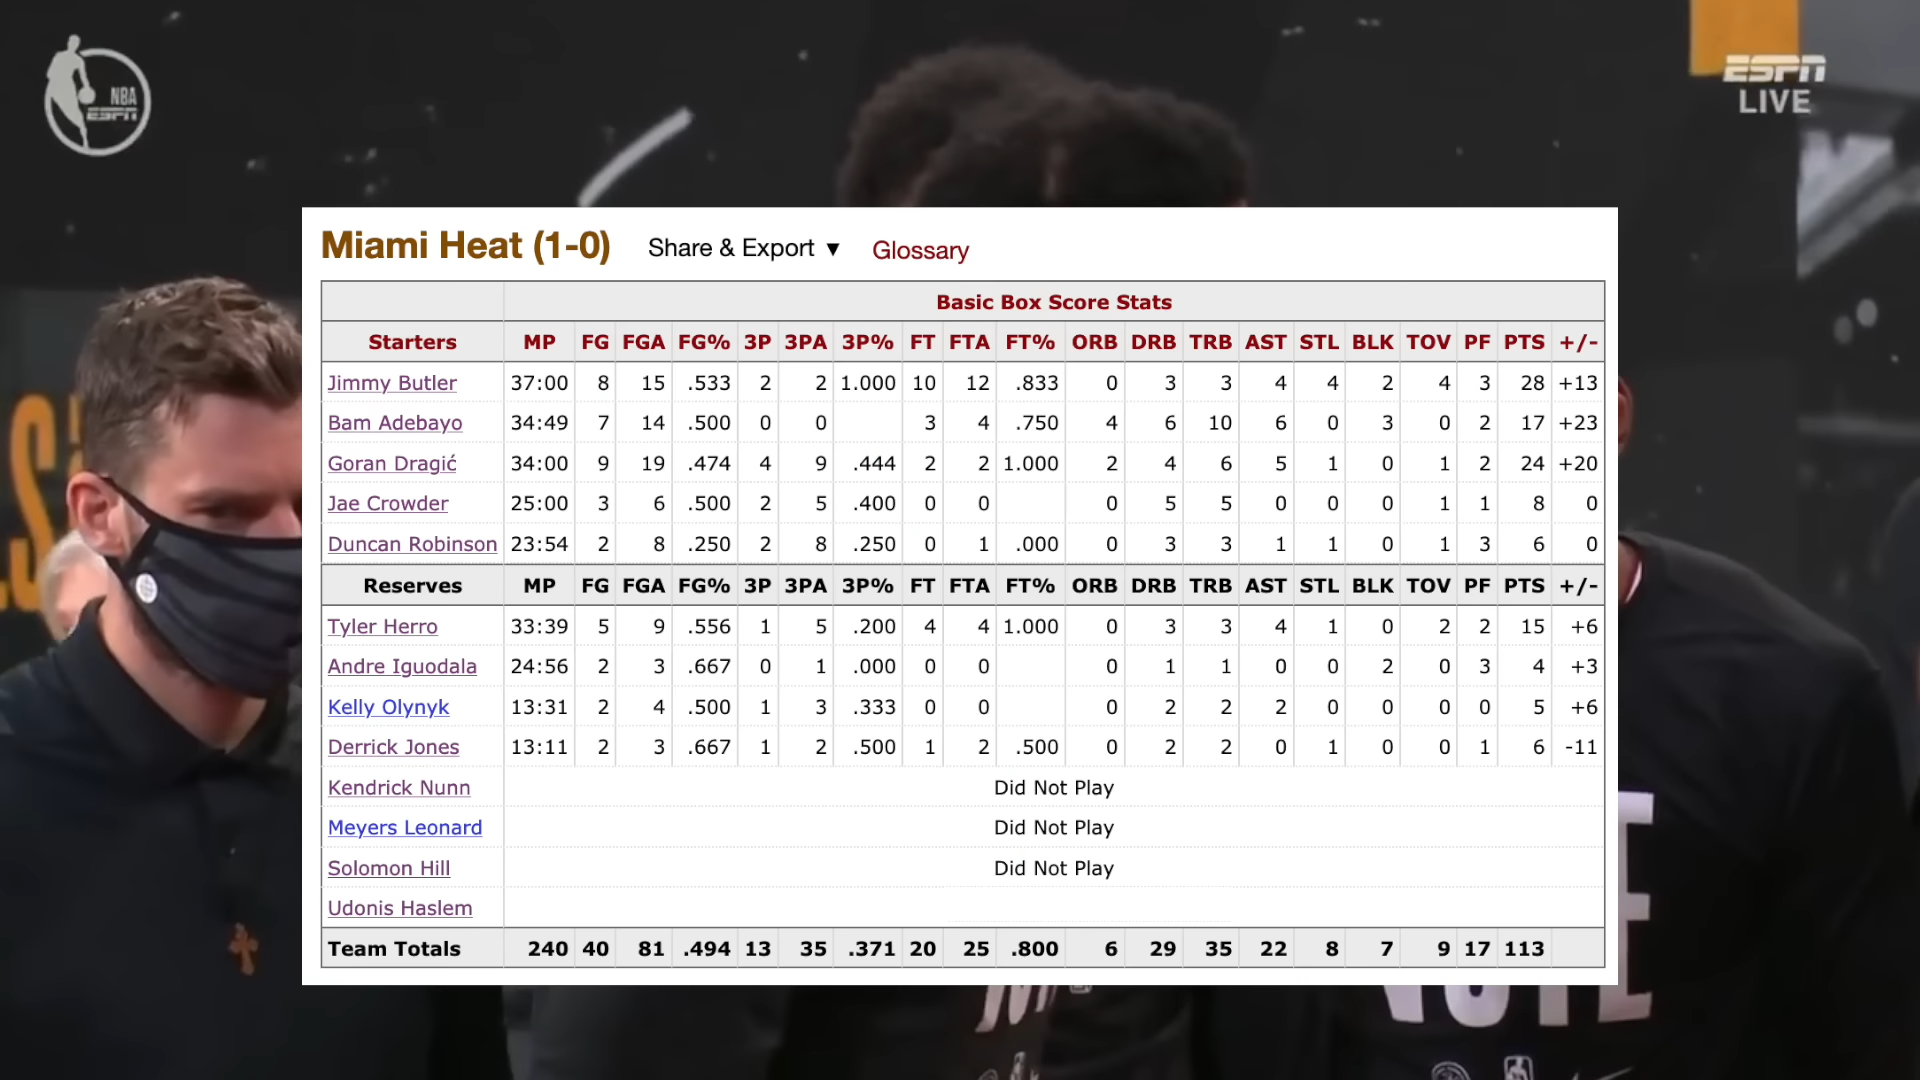 NBA
ESPN
ESPN
LIVE
Miami Heat (1-0) Share & Export ▼ Glossary
Basic Box Score Stats
Starters MP FG FGA FG% 3P 3PA 3P% FT FTA FT% ORB DRB TRB AST STL BLK TOV PF PTS +/-
Jimmy Butler 37:00 8 15 .533 2 2 1.000 10 12 .833 0 3 3 4 4 2 4 3 28 +13
Bam Adebayo 34:49 7 14 .500 0 0 3 4 .750 4 6 10 6 0 3 0 2 17 +23
Goran Dragić 34:00 9 19 .474 4 9 .444 2 2 1.000 2 4 6 5 1 0 1 2 24 +20
Jae Crowder 25:00 3 6 .500 2 5 .400 0 0 0 5 5 0 0 0 1 1 8 0
Duncan Robinson 23:54 2 8 .250 2 8 .250 0 1 .000 0 3 3 1 1 0 1 3 6 0
Reserves MP FG FGA FG% 3P 3PA 3P% FT FTA FT% ORB DRB TRB AST STL BLK TOV PF PTS +/-
Tyler Herro 33:39 5 9 .556 1 5 .200 4 4 1.000 0 3 3 4 1 0 2 2 15 +6
Andre Iguodala 24:56 2 3 .667 0 1 .000 0 0 0 1 1 0 0 2 0 3 4 +3
Kelly Olynyk 13:31 2 4 .500 1 3 .333 0 0 0 2 2 2 0 0 0 0 5 +6
Derrick Jones 13:11 2 3 .667 1 2 .500 1 2 .500 0 2 2 0 1 0 0 1 6 -11
Kendrick Nunn Did Not Play
Meyers Leonard Did Not Play
Solomon Hill Did Not Play
Udonis Haslem
Team Totals 240 40 81 .494 13 35 .371 20 25 .800 6 29 35 22 8 7 9 17 113
VOTE